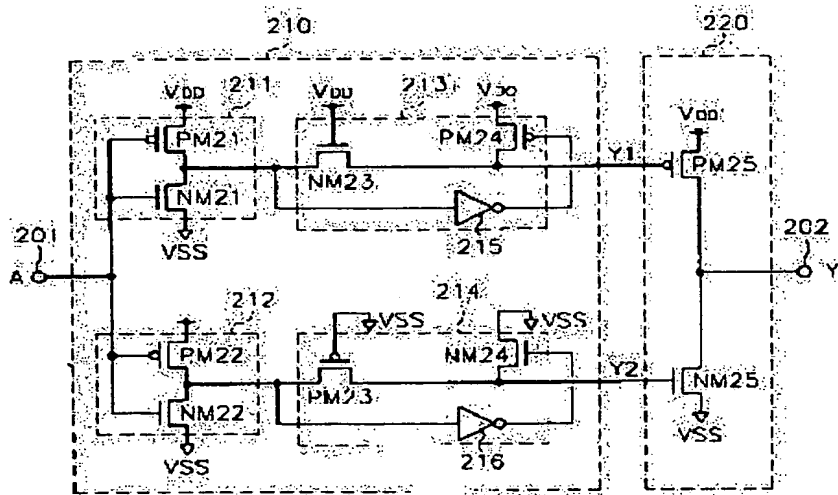 210
220
VDD
211
VDD
213
VDD
PM21
PM24
VDD
Y1
PM25
NM21
NM23
201
VSS
215
202
A
Y
212
214
VSS
VSS
PM22
NM24
Y2
PM23
NM25
NM22
VSS
216
VSS